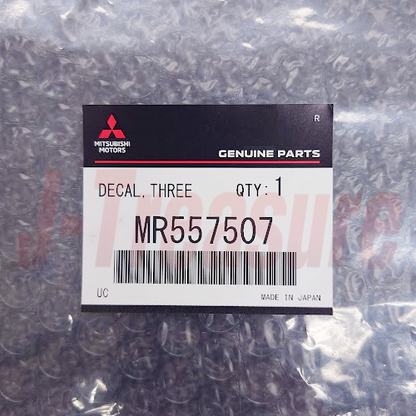 R
MITSUBISHI
MOTORS
GENUINE PARTS
DECAL, THREE QTY: 1
MR557507
UC MADE IN JAPAN
J-Treasure